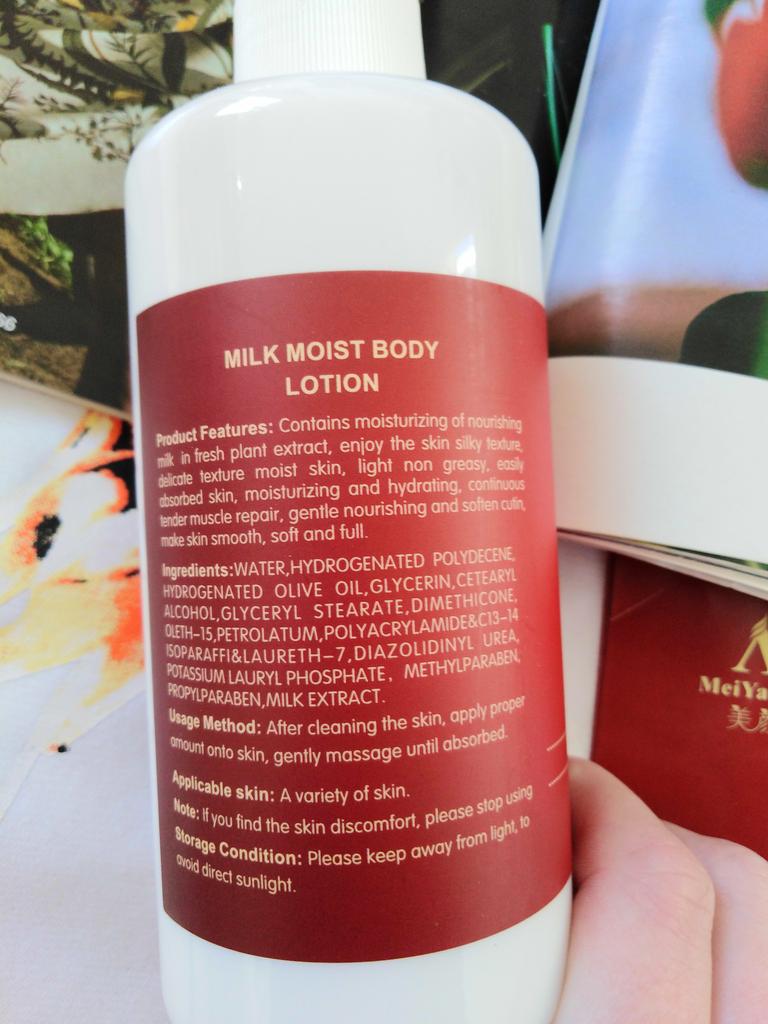 MILK MOIST BODY
LOTION
Product Features: Contains moisturizing of nourishing
milk in fresh plant extract, enjoy the skin silky texture,
delicate texture moist skin, light non greasy, easily
absorbed skin, moisturizing and hydrating, continuous
tender muscle repair, gentle nourishing and soften cutin,
make skin smooth, soft and full.
Ingredients:WATER,HYDROGENATED POLYDECENE,
HYDROGENATED OLIVE OIL,GLYCERIN,CETEARYL
ALCOHOL,GLYCERYL STEARATE,DIMETHICONE,
OLETH-15,PETROLATUM,POLYACRYLAMIDE&C13-14
ISOPARAFFI&LAURETH-7,DIAZOLIDINYL UREA,
POTASSIUM LAURYL PHOSPHATE, METHYLPARABEN,
PROPYLPARABEN,MILK EXTRACT.
Usage Method: After cleaning the skin, apply proper
amount onto skin, gently massage until absorbed.
Applicable skin: A variety of skin.
Note: If you find the skin discomfort, please stop using
Storage Condition: Please keep away from light, to
avoid direct sunlight.
MeiYa
美